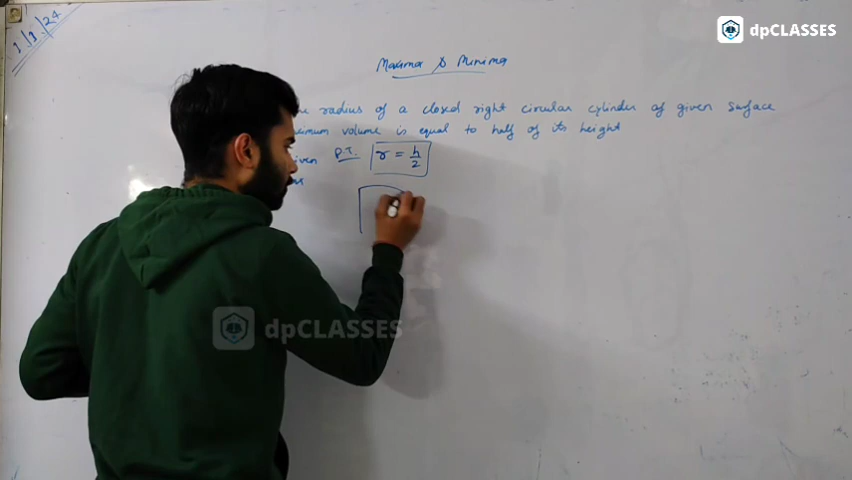 1/1/24
dpCLASSES
Maxima & Minima
radius of a closed right circular cylinder of given surface
volume is equal to half of its height
P.T. r = h/2
dpCLASSES